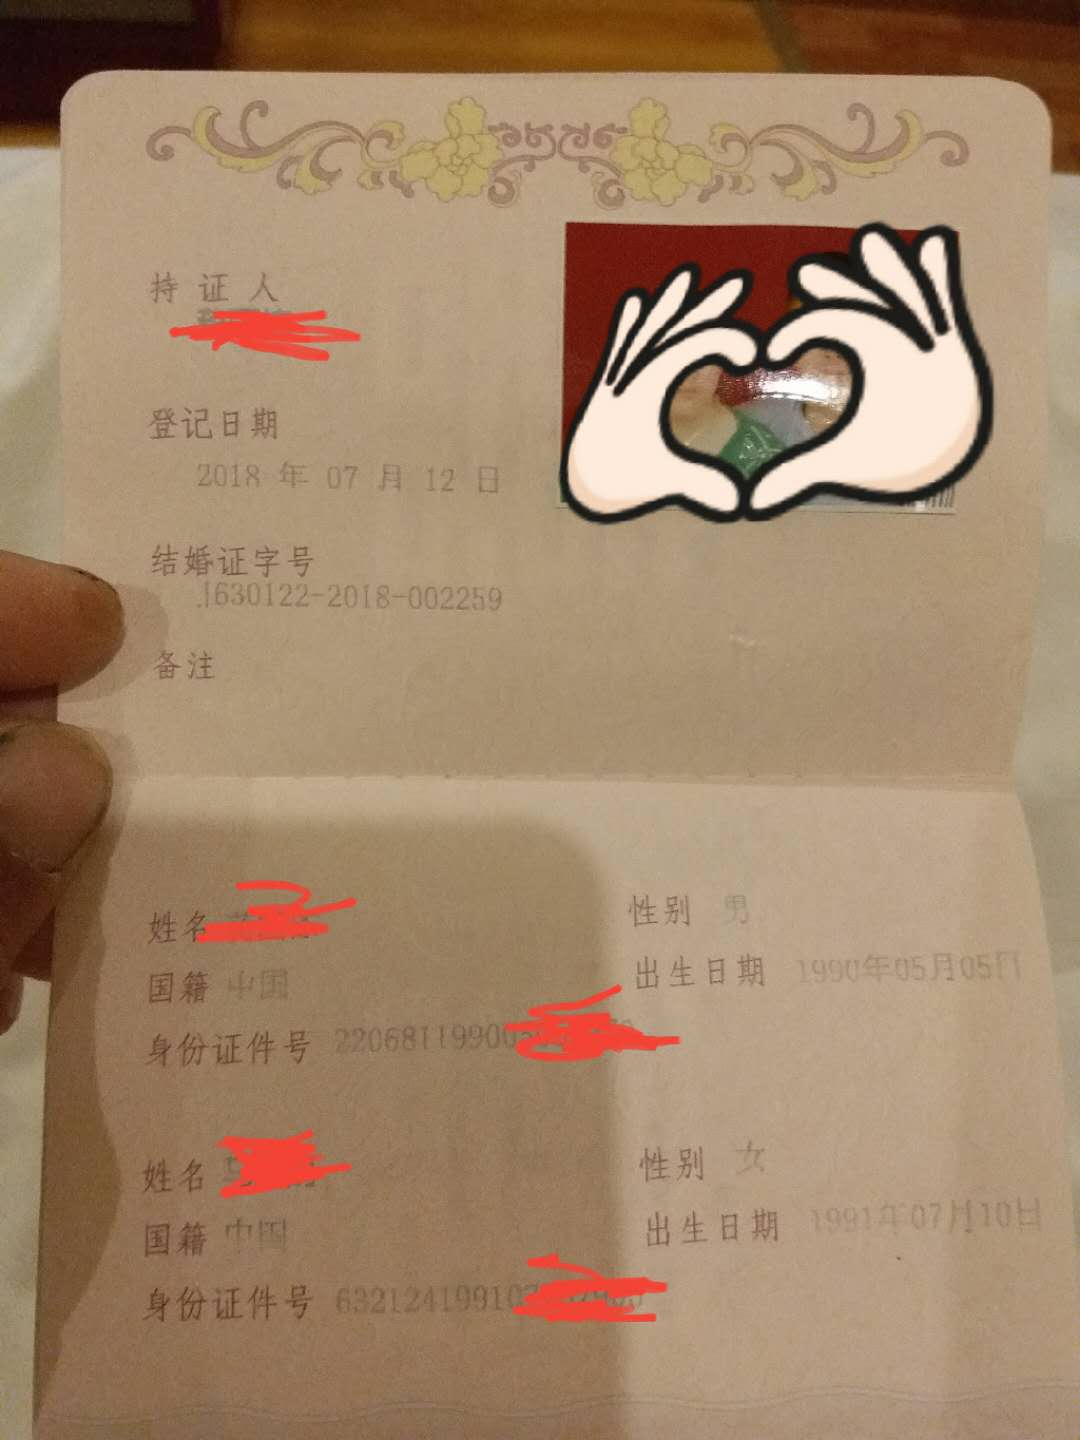 持证人
登记日期
2018 年 07 月 12 日
结婚证字号
J630122-2018-002259
备注
姓名
性别 男
国籍 中国
出生日期 1990年05月05日
身份证件号 22068119900
姓名
性别 女
国籍 中国
出生日期 1991年07月10日
身份证件号 632124199107